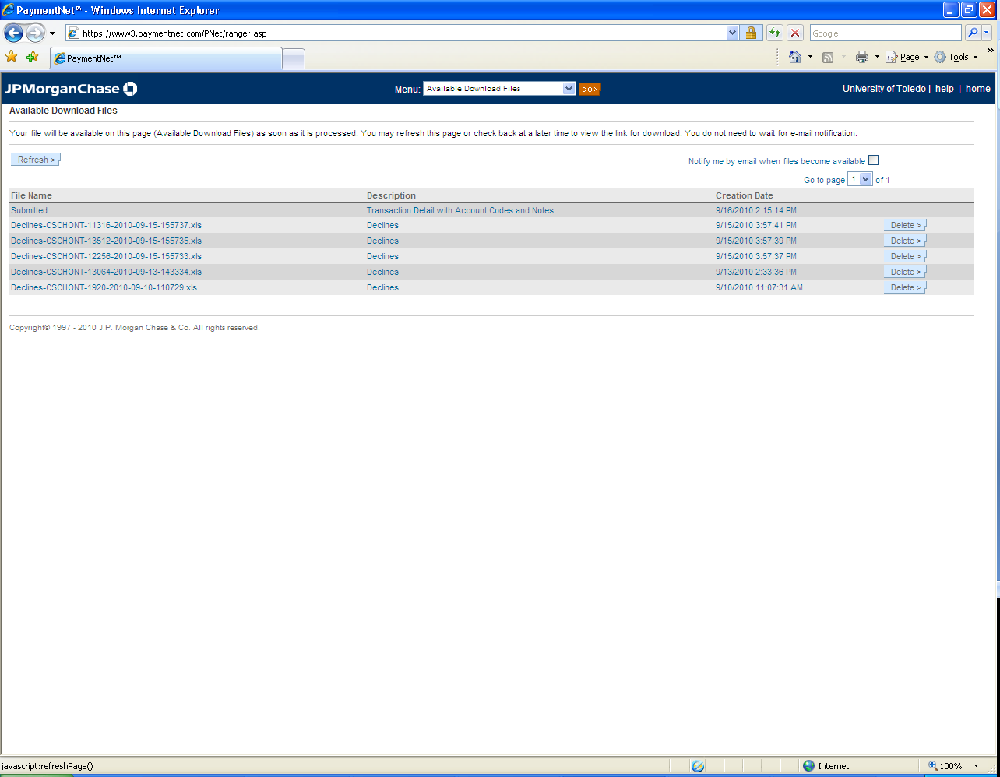 PaymentNet™ - Windows Internet Explorer
https://www3.paymentnet.com/PNet/ranger.asp
Google
PaymentNet™
Page
Tools
JPMorganChase
Menu: Available Download Files go>
University of Toledo | help | home
Available Download Files
Your file will be available on this page (Available Download Files) as soon as it is processed. You may refresh this page or check back at a later time to view the link for download. You do not need to wait for e-mail notification.
Refresh >
Notify me by email when files become available
Go to page 1 of 1
File Name Description Creation Date
Submitted Transaction Detail with Account Codes and Notes 9/16/2010 2:15:14 PM
Declines-CSCHONT-11316-2010-09-15-155737.xls Declines 9/15/2010 3:57:41 PM Delete >
Declines-CSCHONT-13512-2010-09-15-155735.xls Declines 9/15/2010 3:57:39 PM Delete >
Declines-CSCHONT-12256-2010-09-15-155733.xls Declines 9/15/2010 3:57:37 PM Delete >
Declines-CSCHONT-13064-2010-09-13-143334.xls Declines 9/13/2010 2:33:36 PM Delete >
Declines-CSCHONT-1920-2010-09-10-110729.xls Declines 9/10/2010 11:07:31 AM Delete >
Copyright© 1997 - 2010 J.P. Morgan Chase & Co. All rights reserved.
javascript:refreshPage()
Internet
100%